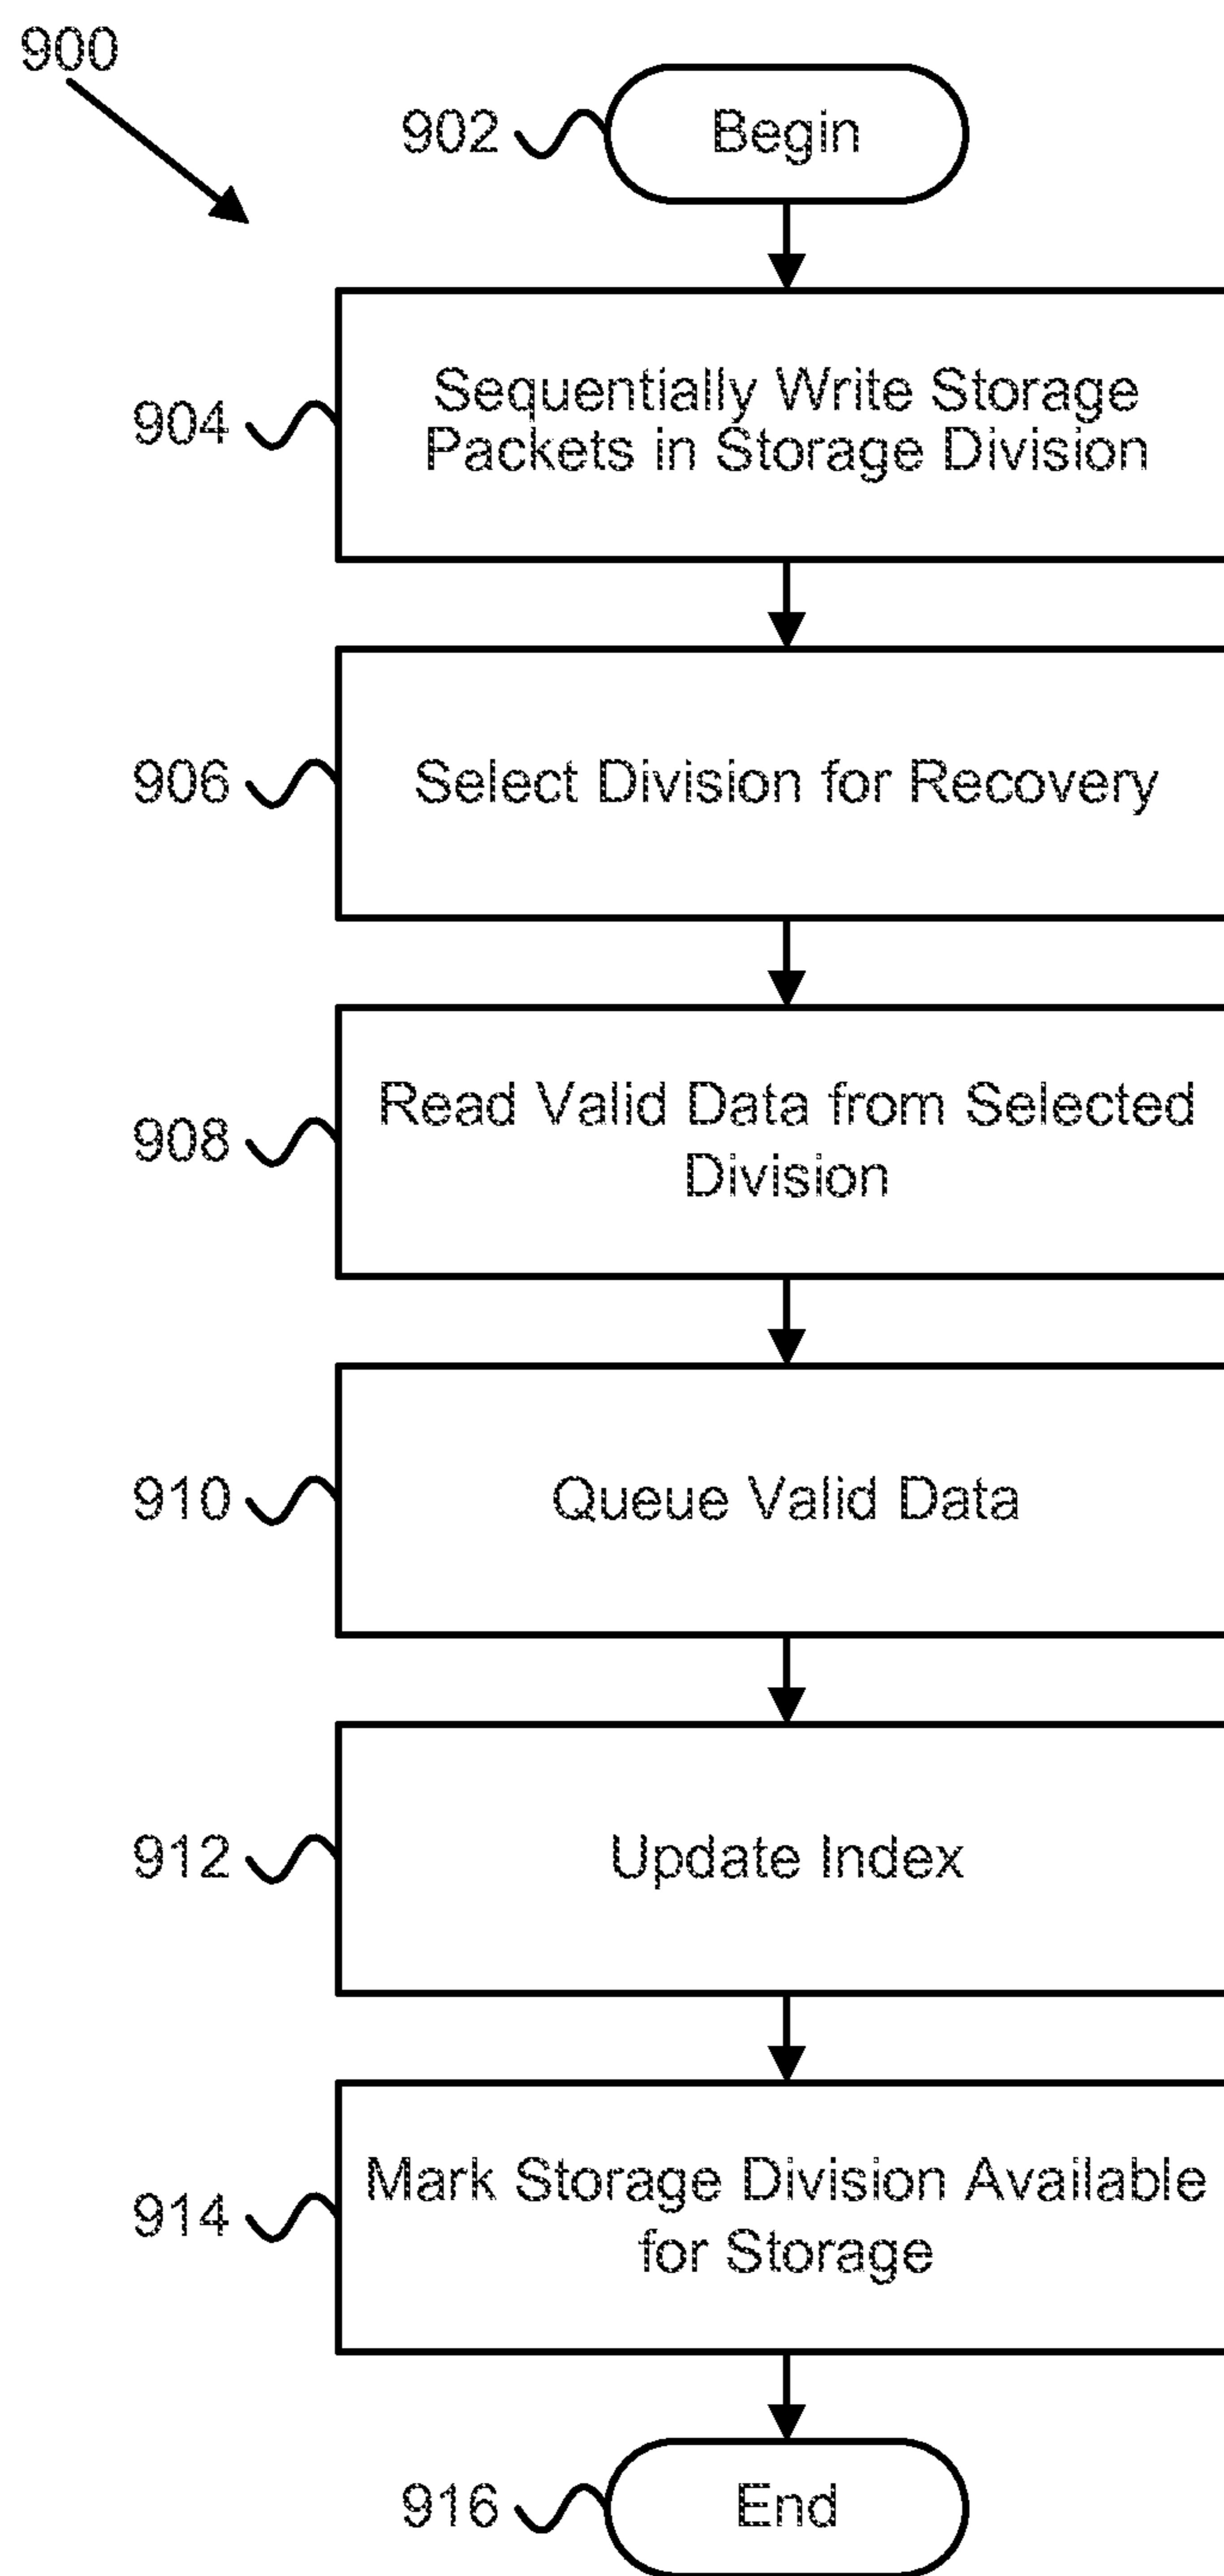 900
902 Begin
904 Sequentially Write Storage
Packets in Storage Division
906 Select Division for Recovery
908 Read Valid Data from Selected
Division
910 Queue Valid Data
912 Update Index
914 Mark Storage Division Available
for Storage
916 End